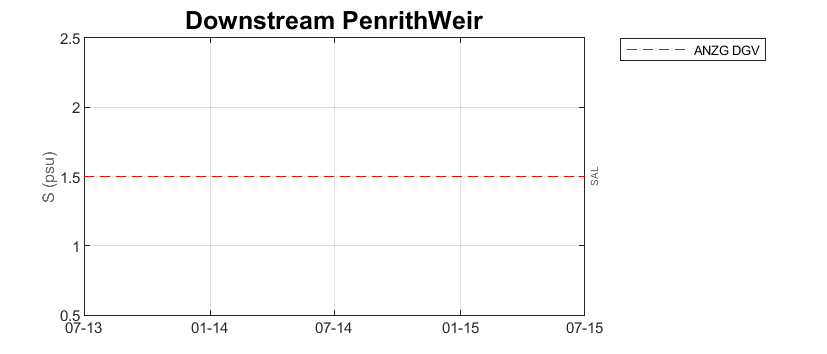 Downstream PenrithWeir
ANZG DGV
2.5
2
1.5
1
0.5
S (psu)
SAL
07-13
01-14
07-14
01-15
07-15